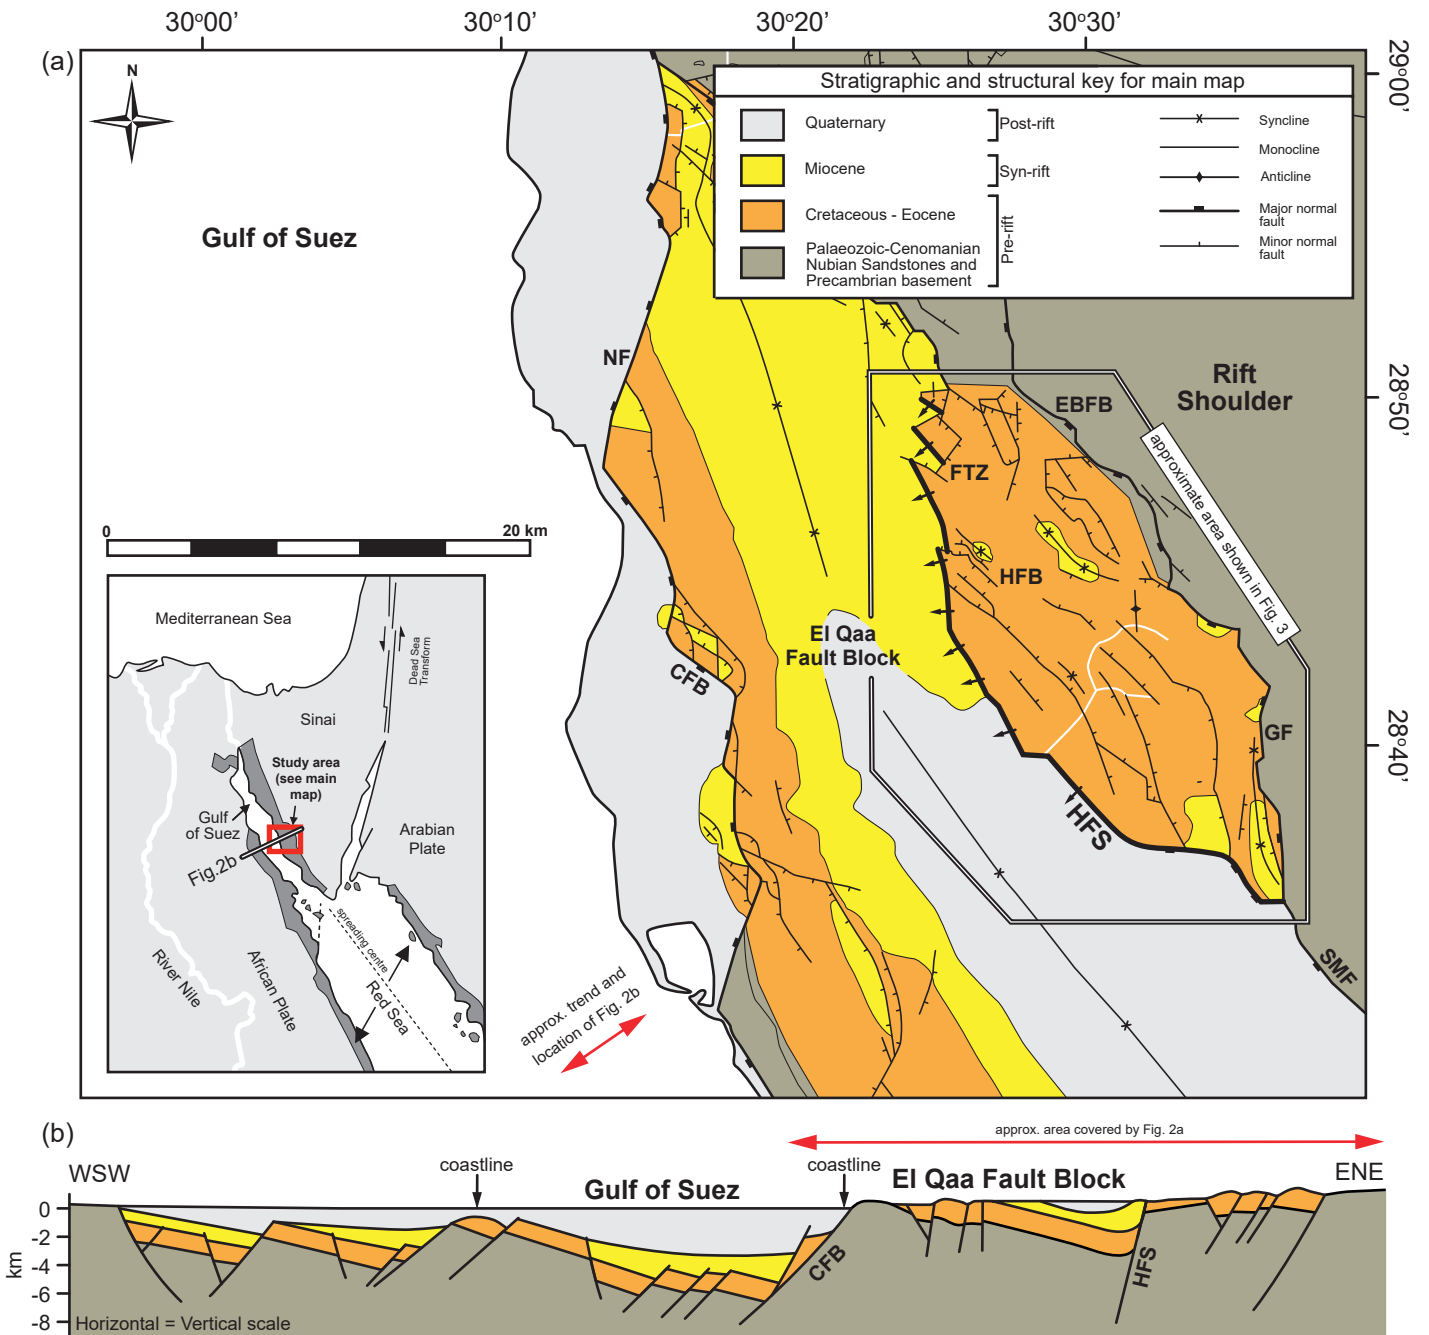 30°00'
30°10'
30°20'
30°30'
(a)
N
29°00'
28°50'
28°40'
Stratigraphic and structural key for main map
Quaternary
Post-rift
Miocene
Syn-rift
Cretaceous - Eocene
Pre-rift
Palaeozoic-Cenomanian
Nubian Sandstones and
Precambrian basement
Syncline
Monocline
Anticline
Major normal
fault
Minor normal
fault
Gulf of Suez
NF
Rift
Shoulder
EBFB
FTZ
approximate area shown in Fig. 3
HFB
El Qaa
Fault Block
CFB
GF
HFS
SMF
0
20 km
Mediterranean Sea
Dead Sea
Transform
Sinai
Study area
(see main
map)
Gulf
of Suez
Arabian
Plate
Fig.2b
spreading centre
River Nile
African Plate
Red Sea
approx. trend and
location of Fig. 2b
(b)
approx. area covered by Fig. 2a
WSW
coastline
Gulf of Suez
coastline
El Qaa Fault Block
ENE
0
-2
-4
-6
-8
km
CFB
HFS
Horizontal = Vertical scale